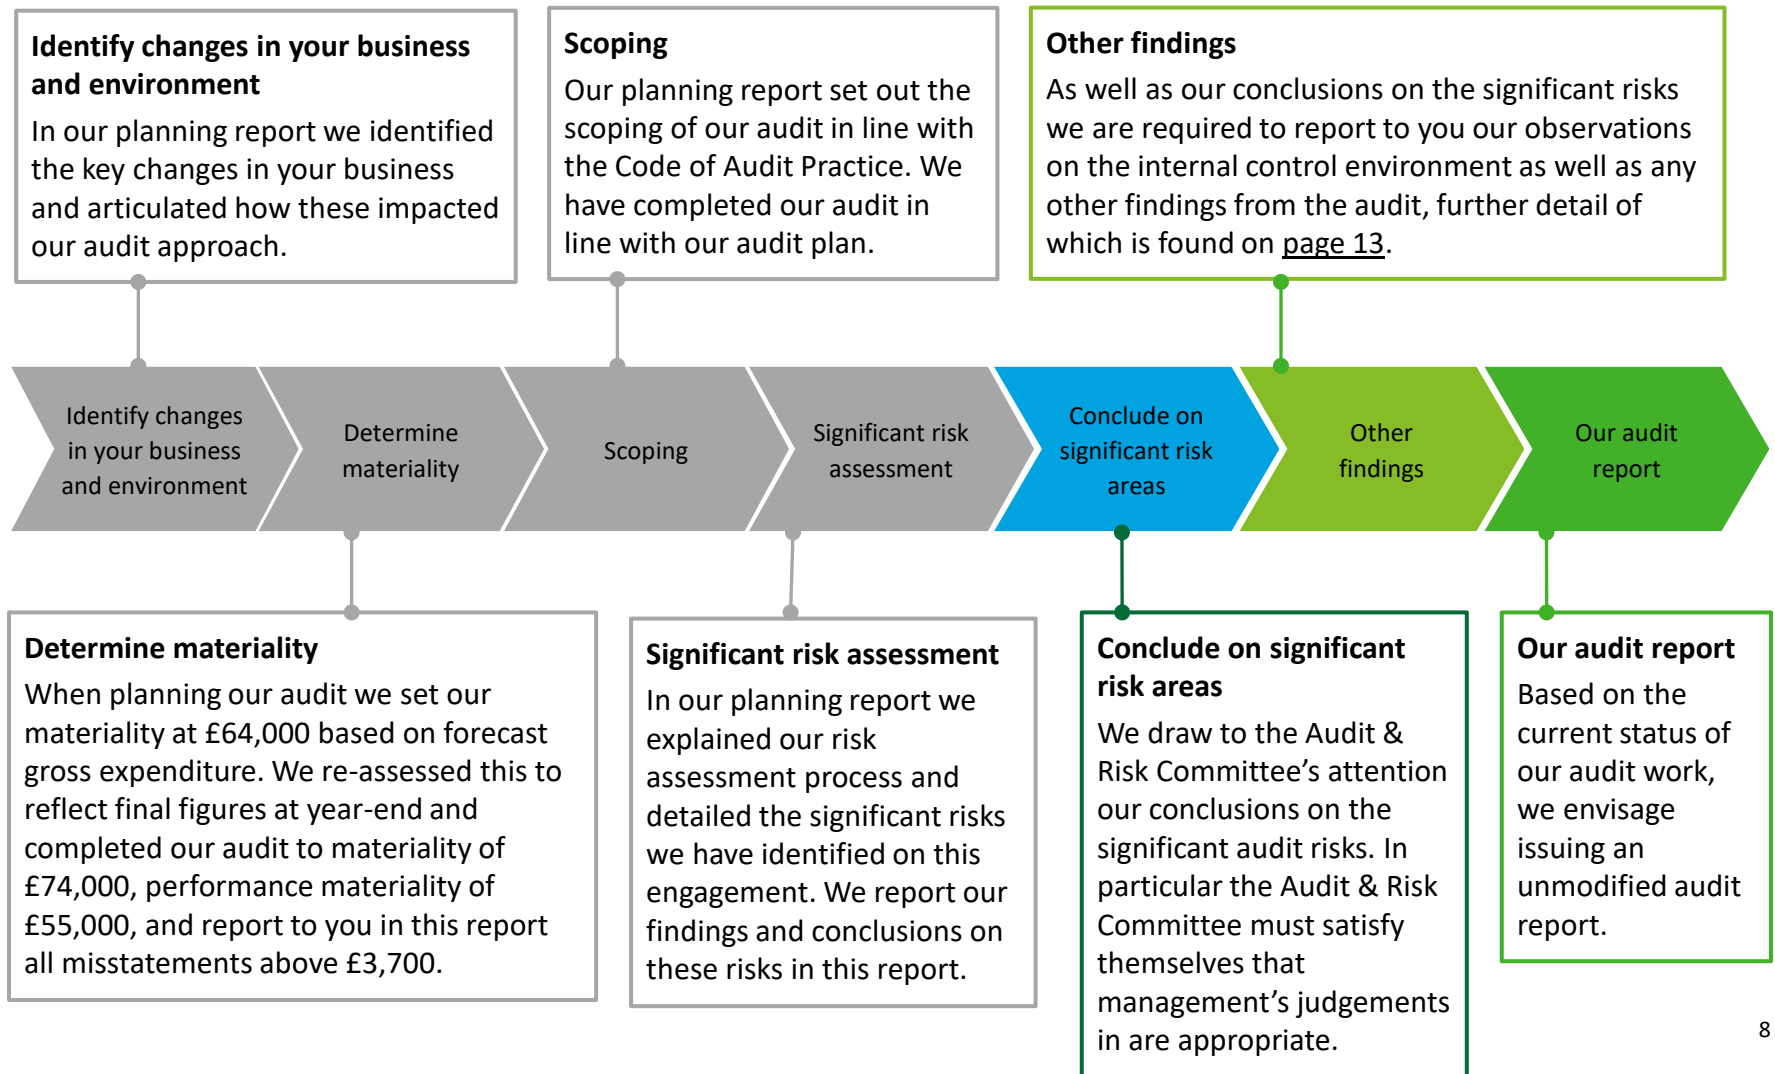 Identify changes in your business
and environment
In our planning report we identified
the key changes in your business
and articulated how these impacted
our audit approach.
Scoping
Our planning report set out the
scoping of our audit in line with
the Code of Audit Practice. We
have completed our audit in
line with our audit plan.
Other findings
As well as our conclusions on the significant risks
we are required to report to you our observations
on the internal control environment as well as any
other findings from the audit, further detail of
which is found on page 13.
Identify changes
in your business
and environment
Determine
materiality
Scoping
Significant risk
assessment
Conclude on
significant risk
areas
Other
findings
Our audit
report
Determine materiality
When planning our audit we set our
materiality at £64,000 based on forecast
gross expenditure. We re-assessed this to
reflect final figures at year-end and
completed our audit to materiality of
£74,000, performance materiality of
£55,000, and report to you in this report
all misstatements above £3,700.
Significant risk assessment
In our planning report we
explained our risk
assessment process and
detailed the significant risks
we have identified on this
engagement. We report our
findings and conclusions on
these risks in this report.
Conclude on significant
risk areas
We draw to the Audit &
Risk Committee’s attention
our conclusions on the
significant audit risks. In
particular the Audit & Risk
Committee must satisfy
themselves that
management’s judgements
in are appropriate.
Our audit report
Based on the
current status of
our audit work,
we envisage
issuing an
unmodified audit
report.
8